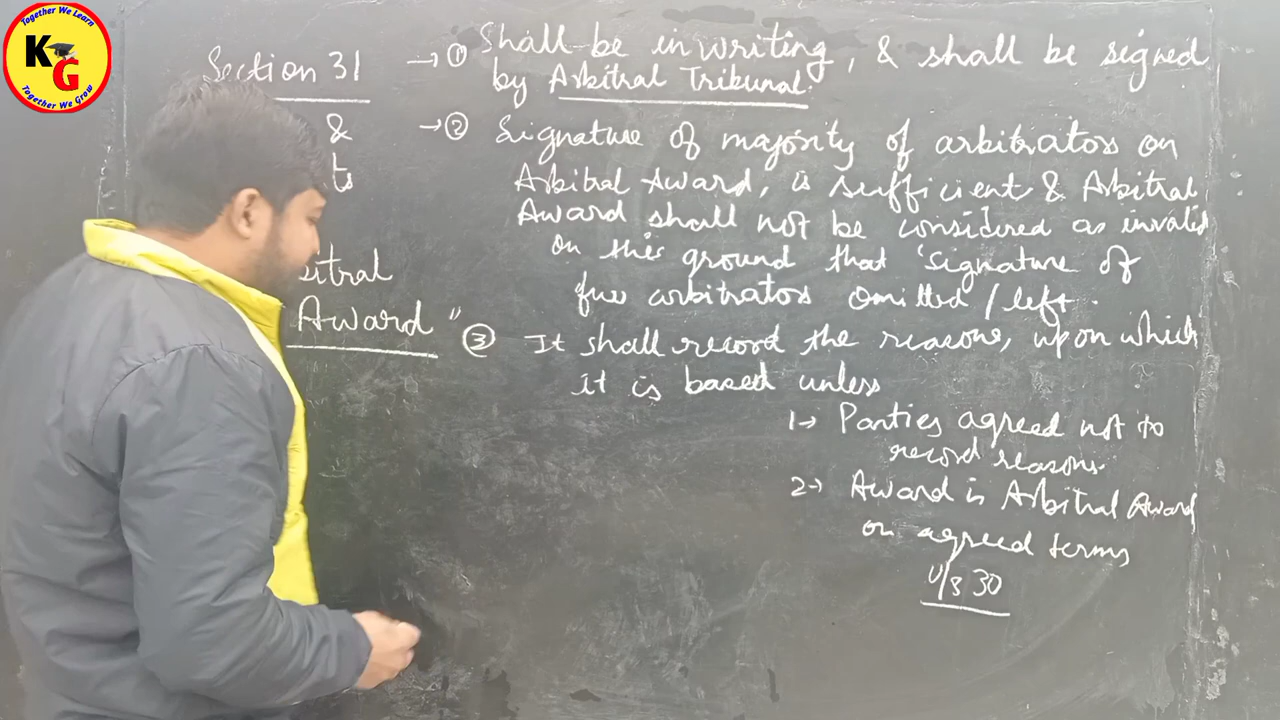 Together We Learn
KG
Together We Grow
Section 31 → ① Shall be in writing, & shall be signed
by Arbitral Tribunal.
& → ② Signature of majority of arbitrators on
ts Arbitral Award, is sufficient & Arbitral
Award shall not be considered as invalid
on this ground that 'signature of
few arbitrators omitted / left.
itral
Award "
③ It shall record the reasons, upon which
it is based unless
1→ Parties agreed not to
record reasons.
2→ Award is Arbitral Award
on agreed terms
U/s 30